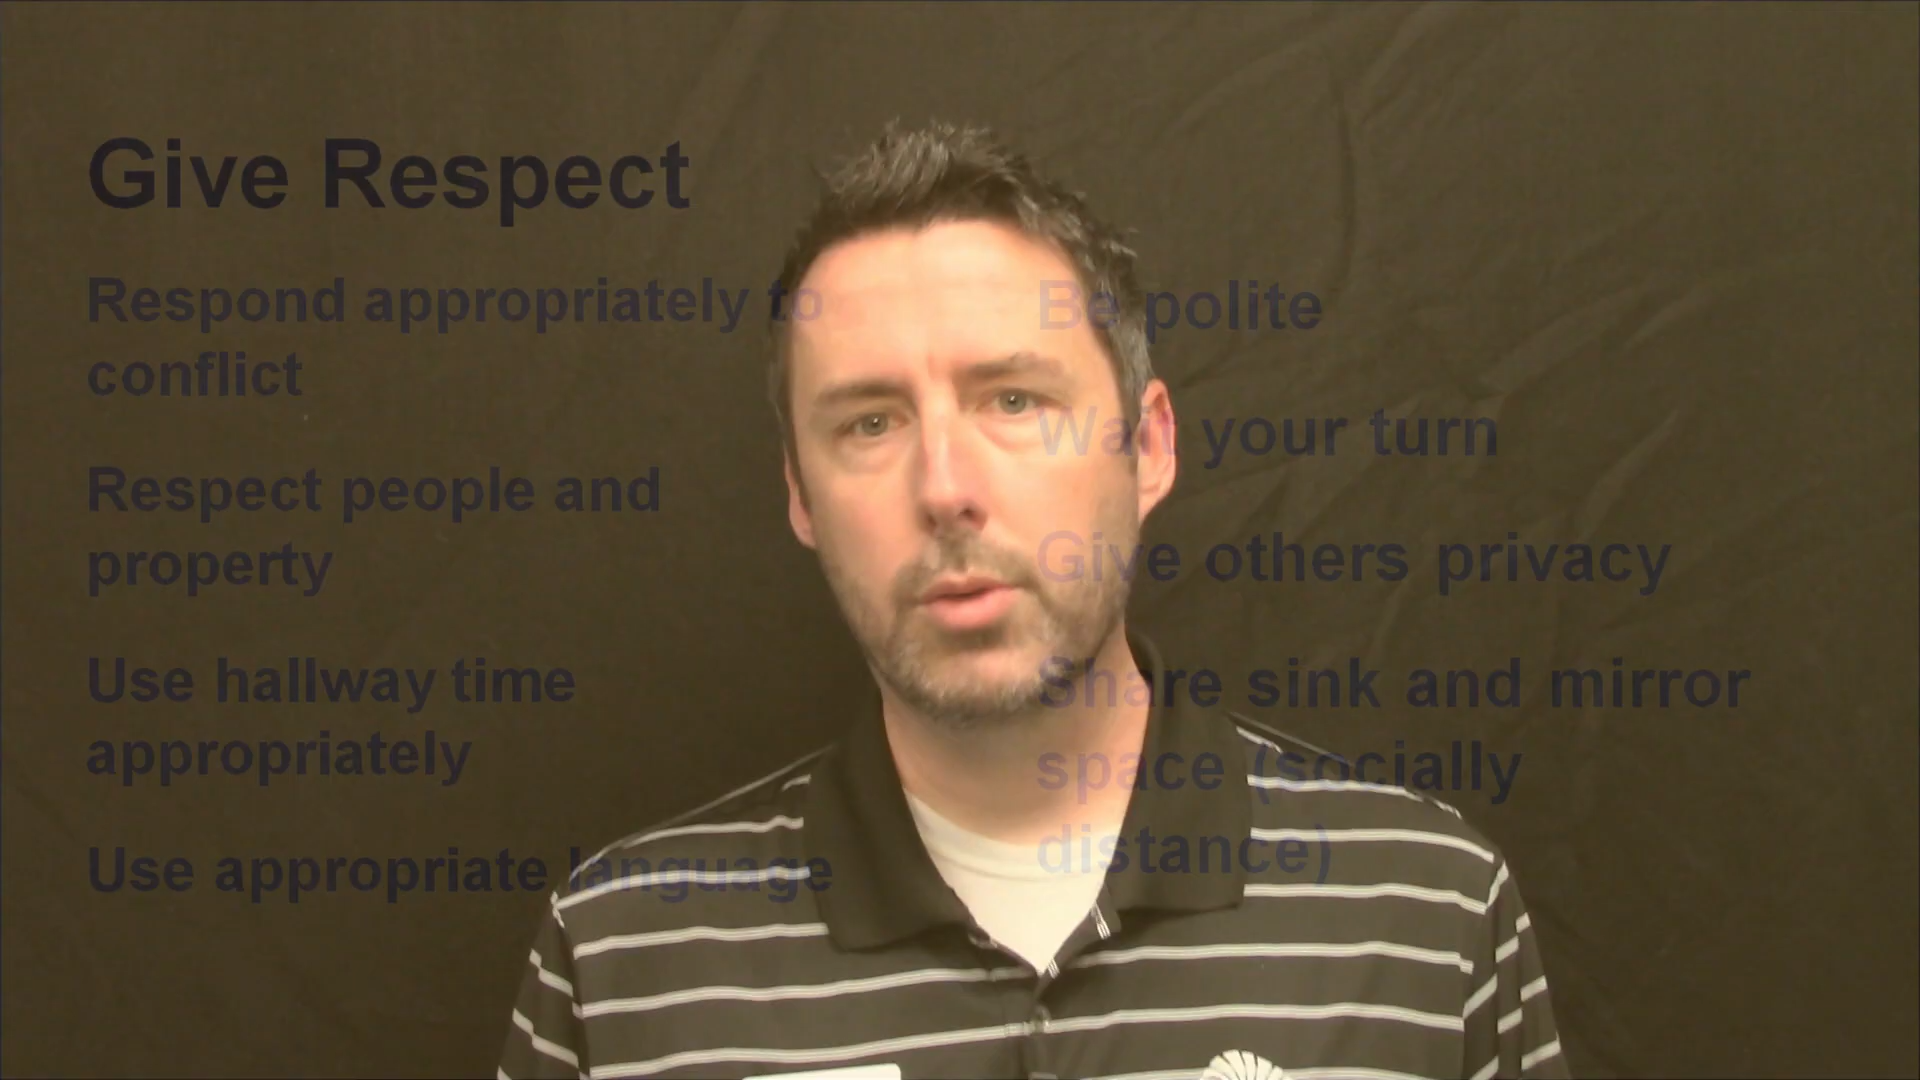 Give Respect
Respond appropriately to
conflict
Respect people and
property
Use hallway time
appropriately
Use appropriate language
Be polite
Wait your turn
Give others privacy
Share sink and mirror
space (socially
distance)